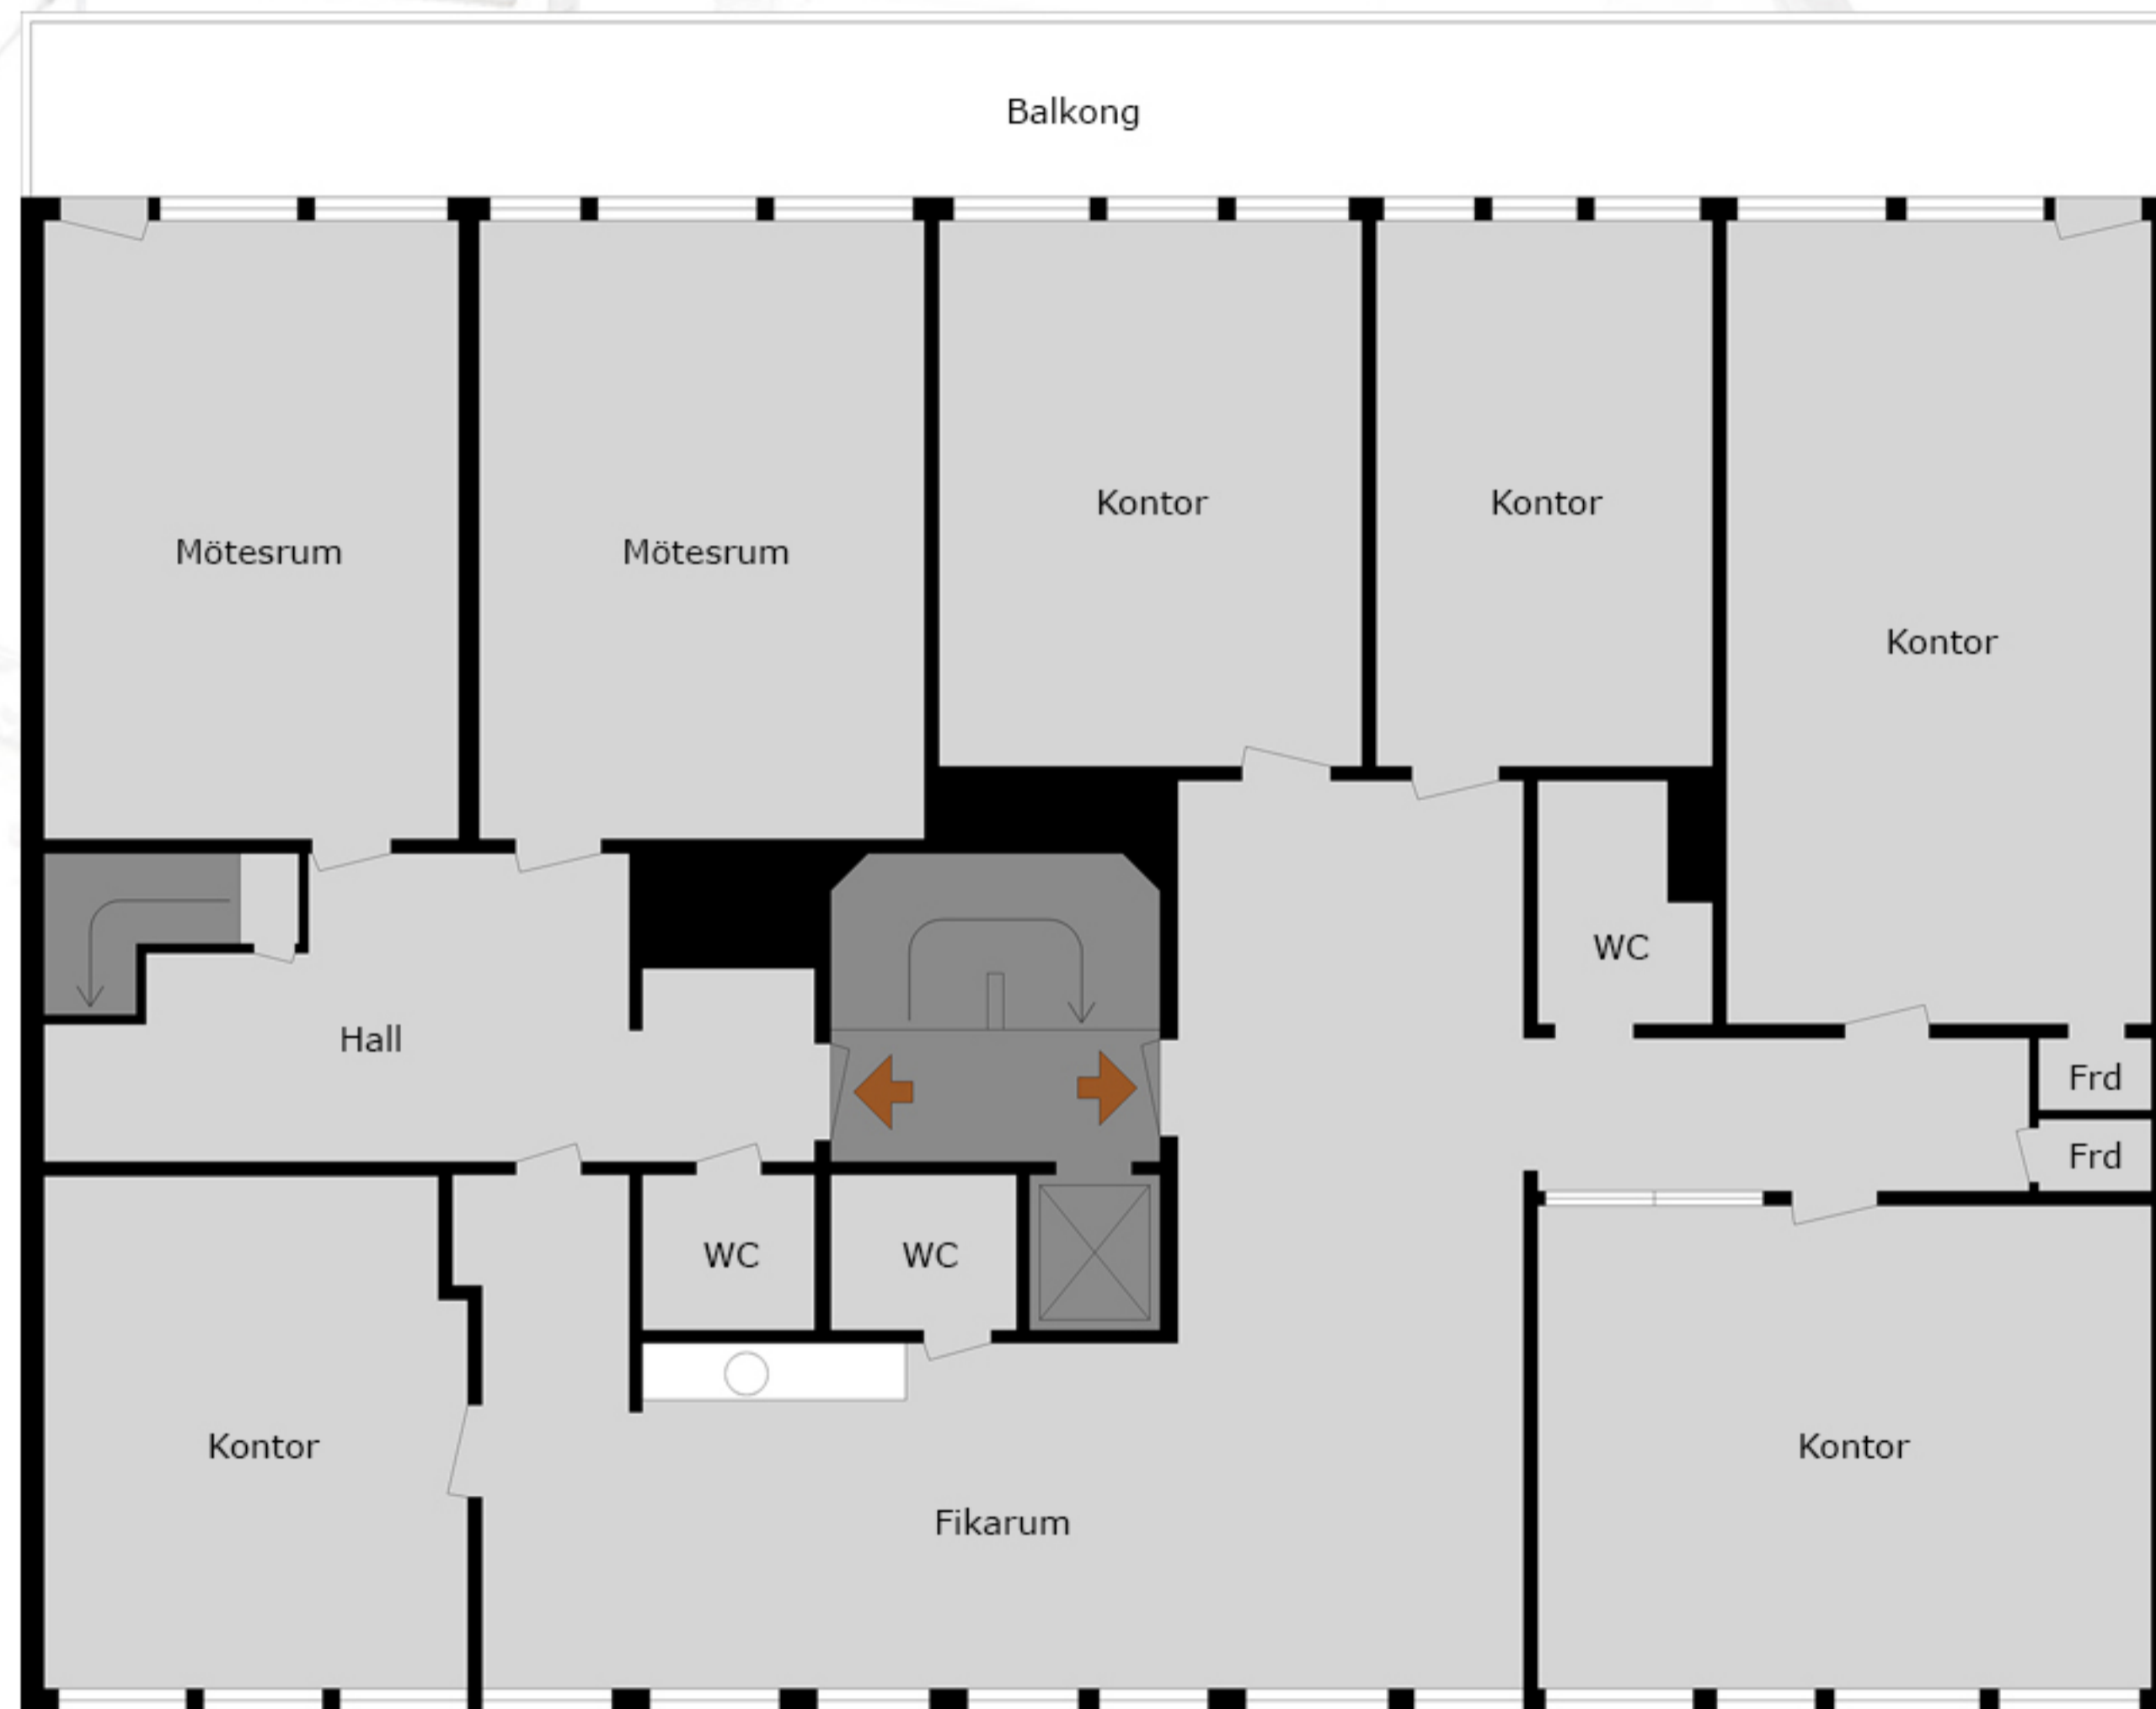 Balkong
Kontor
Kontor
Mötesrum
Mötesrum
Kontor
WC
Hall
Frd
Frd
WC
WC
Kontor
Kontor
Fikarum